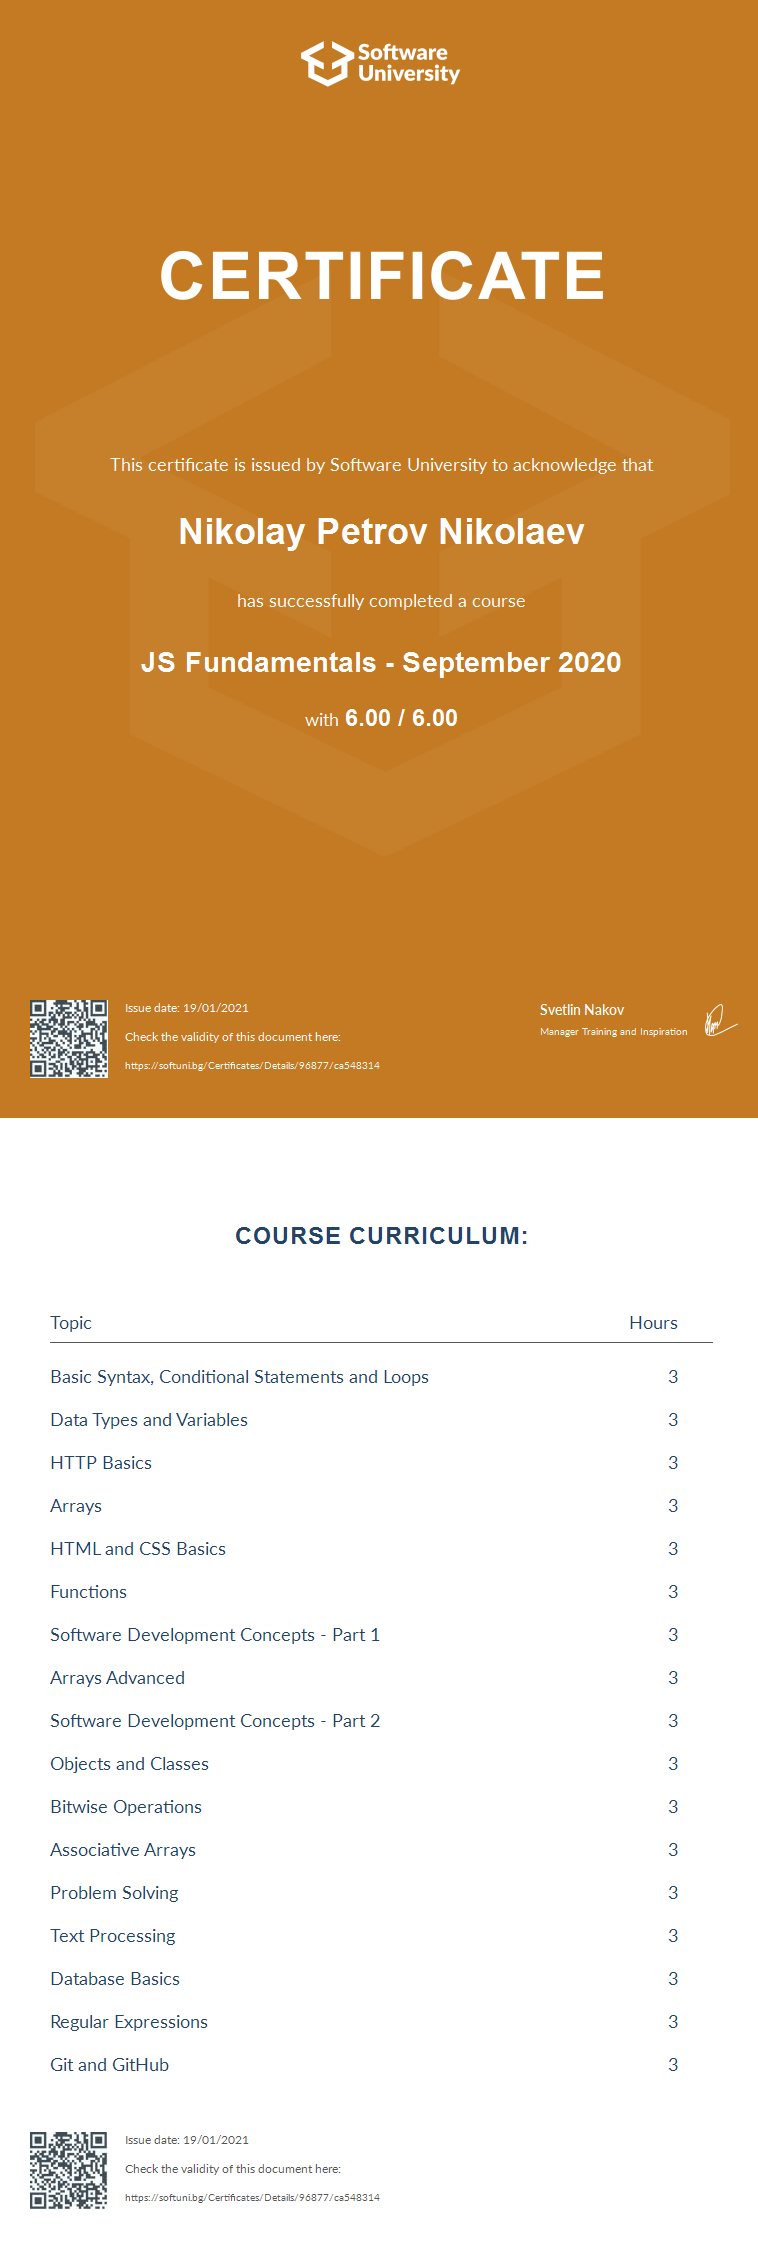 Software
University
CERTIFICATE
This certificate is issued by Software University to acknowledge that
Nikolay Petrov Nikolaev
has successfully completed a course
JS Fundamentals - September 2020
with 6.00 / 6.00
Issue date: 19/01/2021
Check the validity of this document here:
https://softuni.bg/Certificates/Details/96877/ca548314
Svetlin Nakov
Manager Training and Inspiration
COURSE CURRICULUM:
Topic Hours
Basic Syntax, Conditional Statements and Loops 3
Data Types and Variables 3
HTTP Basics 3
Arrays 3
HTML and CSS Basics 3
Functions 3
Software Development Concepts - Part 1 3
Arrays Advanced 3
Software Development Concepts - Part 2 3
Objects and Classes 3
Bitwise Operations 3
Associative Arrays 3
Problem Solving 3
Text Processing 3
Database Basics 3
Regular Expressions 3
Git and GitHub 3
Issue date: 19/01/2021
Check the validity of this document here:
https://softuni.bg/Certificates/Details/96877/ca548314